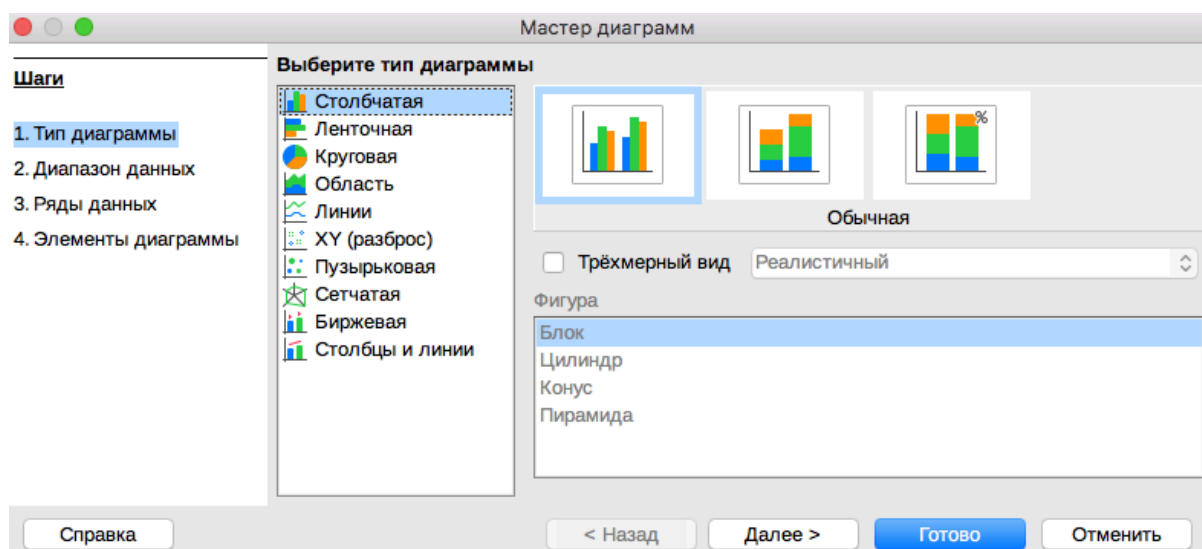 Мастер диаграмм
Шаги
1. Тип диаграммы
2. Диапазон данных
3. Ряды данных
4. Элементы диаграммы
Выберите тип диаграммы
Столбчатая
Ленточная
Круговая
Область
Линии
XY (разброс)
Пузырьковая
Сетчатая
Биржевая
Столбцы и линии
%
Обычная
Трёхмерный вид Реалистичный
Фигура
Блок
Цилиндр
Конус
Пирамида
Справка < Назад Далее > Готово Отменить